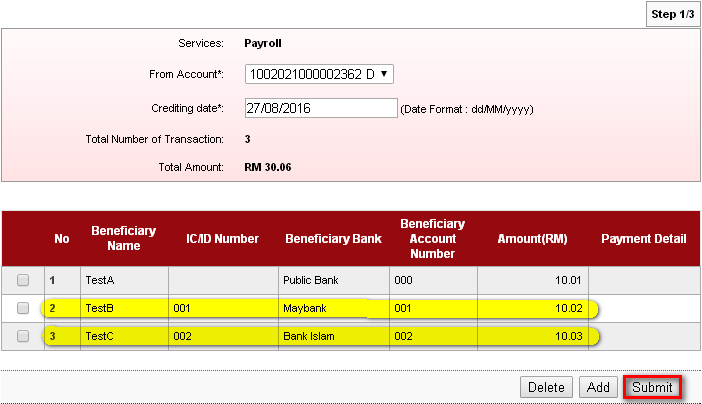 Step 1/3
Services: Payroll
From Account*: 1002021000002362 D
Crediting date*: 27/08/2016 (Date Format : dd/MM/yyyy)
Total Number of Transaction: 3
Total Amount: RM 30.06
No Beneficiary Name IC/ID Number Beneficiary Bank Beneficiary Account Number Amount(RM) Payment Detail
1 TestA Public Bank 000 10.01
2 TestB 001 Maybank 001 10.02
3 TestC 002 Bank Islam 002 10.03
Delete Add Submit